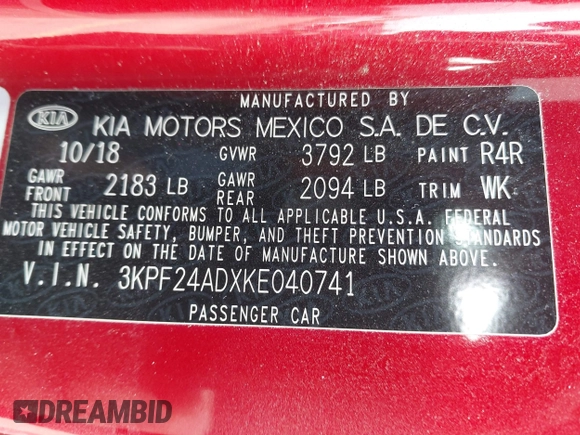 MANUFACTURED BY
KIA KIA MOTORS MEXICO S.A. DE C.V.
10/18 GVWR 3792 LB PAINT R4R
GAWR FRONT 2183 LB GAWR REAR 2094 LB TRIM WK
THIS VEHICLE CONFORMS TO ALL APPLICABLE U.S.A. FEDERAL
MOTOR VEHICLE SAFETY, BUMPER, AND THEFT PREVENTION STANDARDS
IN EFFECT ON THE DATE OF MANUFACTURE SHOWN ABOVE.
V.I.N. 3KPF24ADXKE040741
PASSENGER CAR
DREAMBID